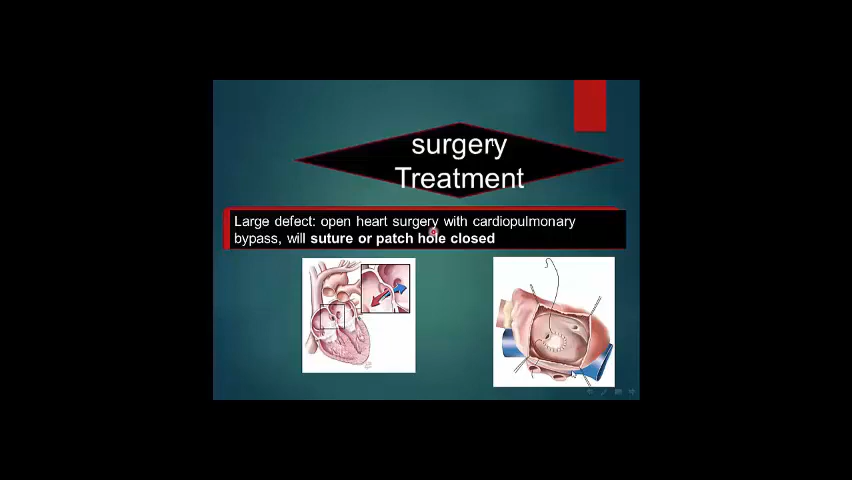 surgery
Treatment
Large defect: open heart surgery with cardiopulmonary
bypass, will suture or patch hole closed